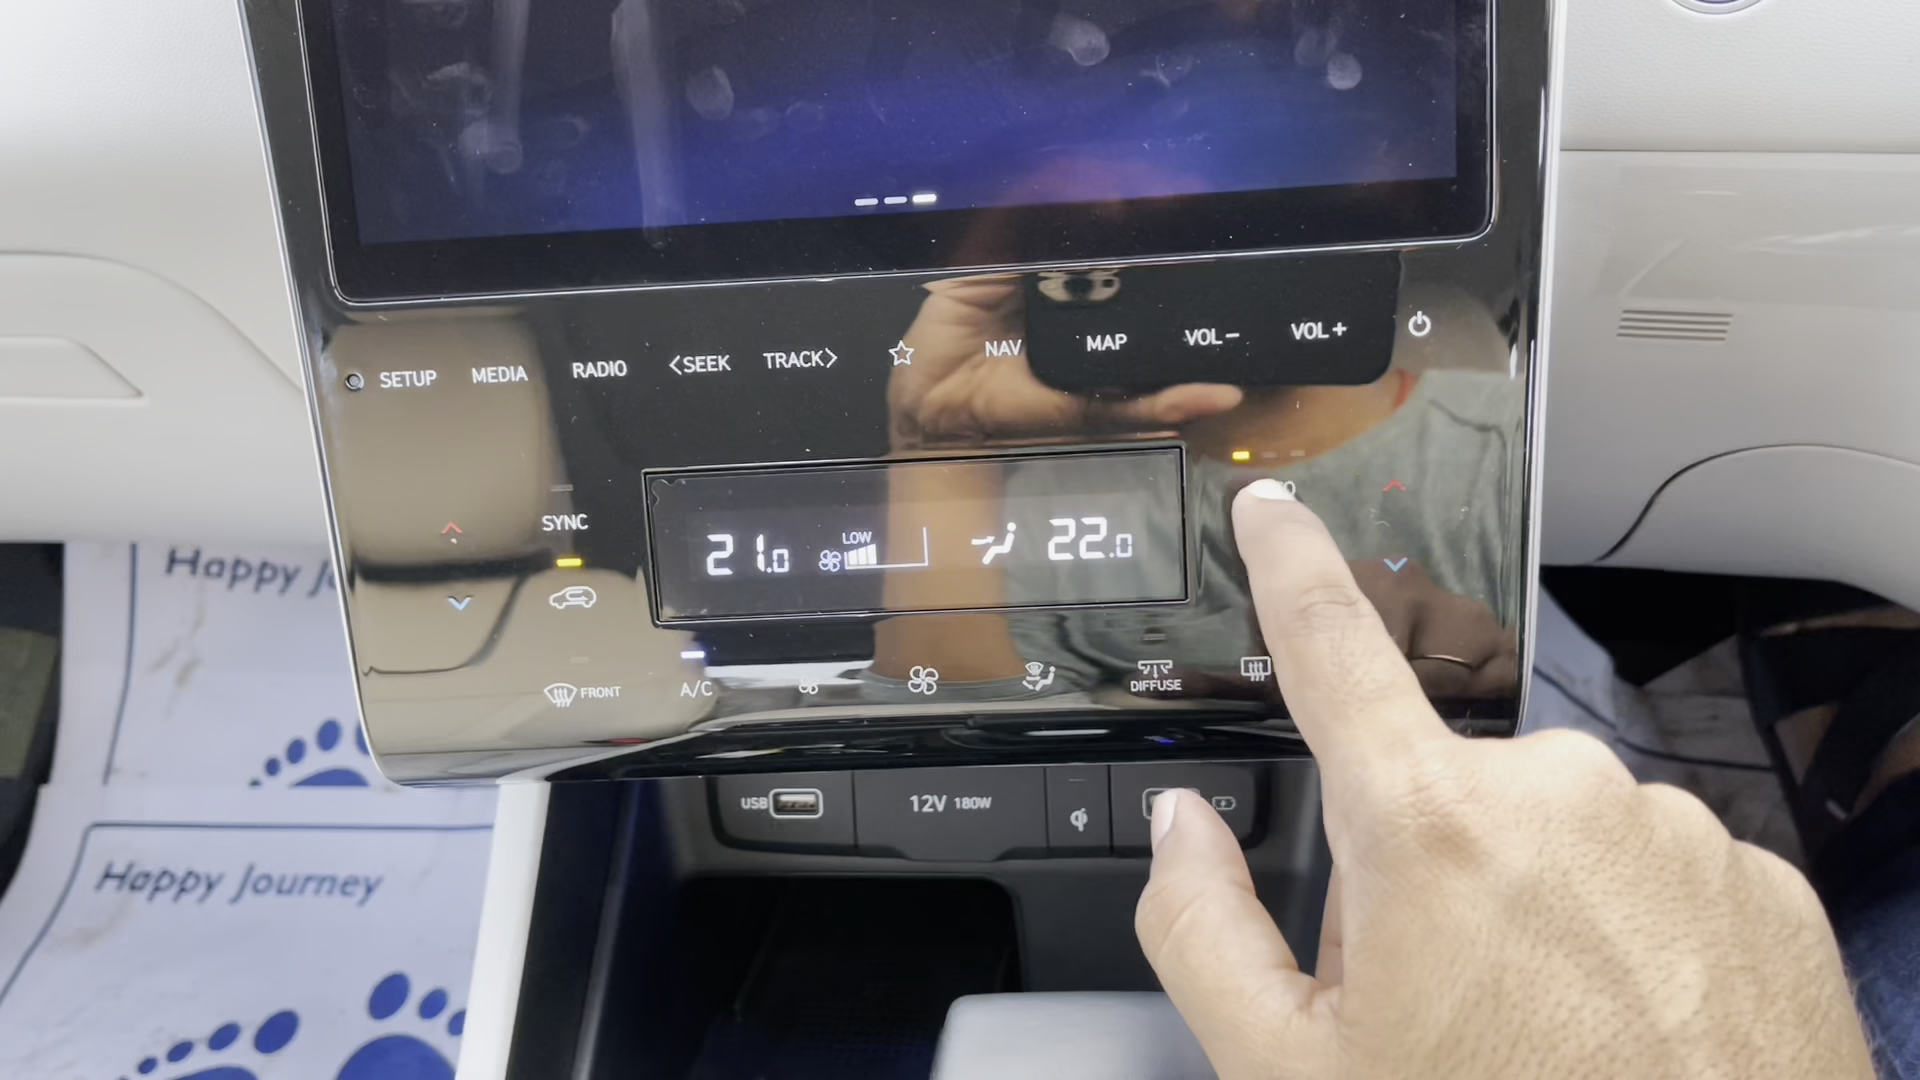 SETUP MEDIA RADIO <SEEK TRACK> NAV MAP VOL− VOL+
SYNC
LOW
21.0 22.0
FRONT A/C DIFFUSE
USB 12V 180W
Happy
Happy Journey